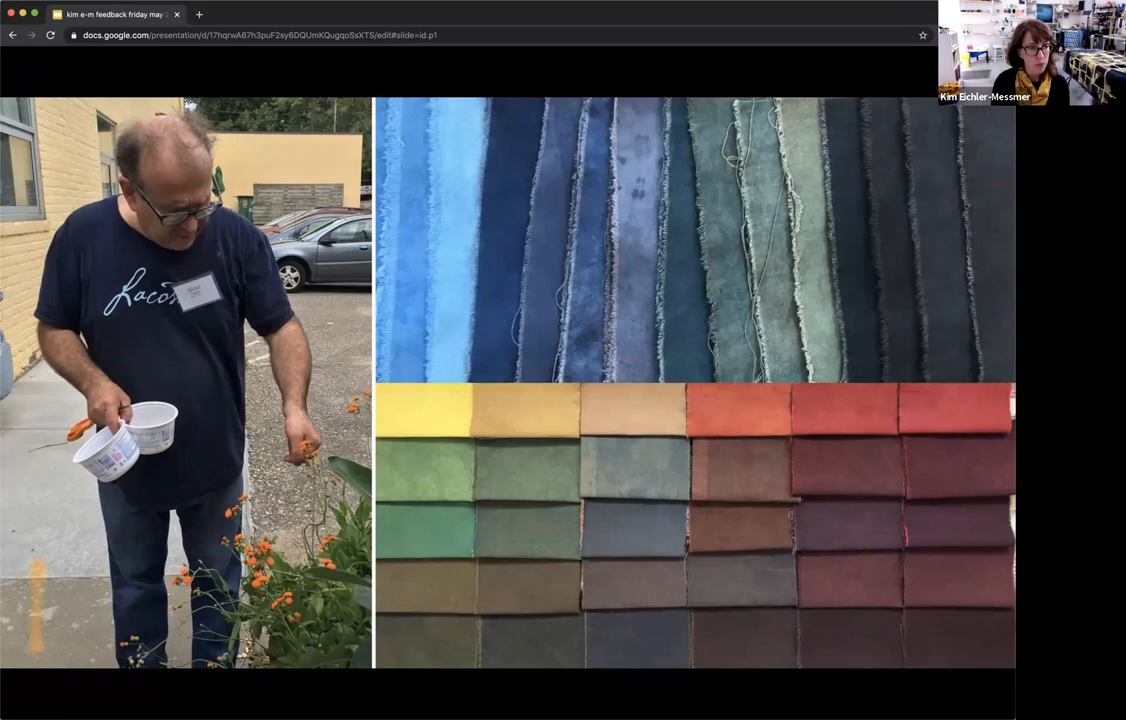 kim e-m feedback friday may
docs.google.com/presentation/d/17hqrwA67h3puF2sy6DQUmKQugqoSsXTS/edit#slide=id.p1
Kim Eichler-Messmer